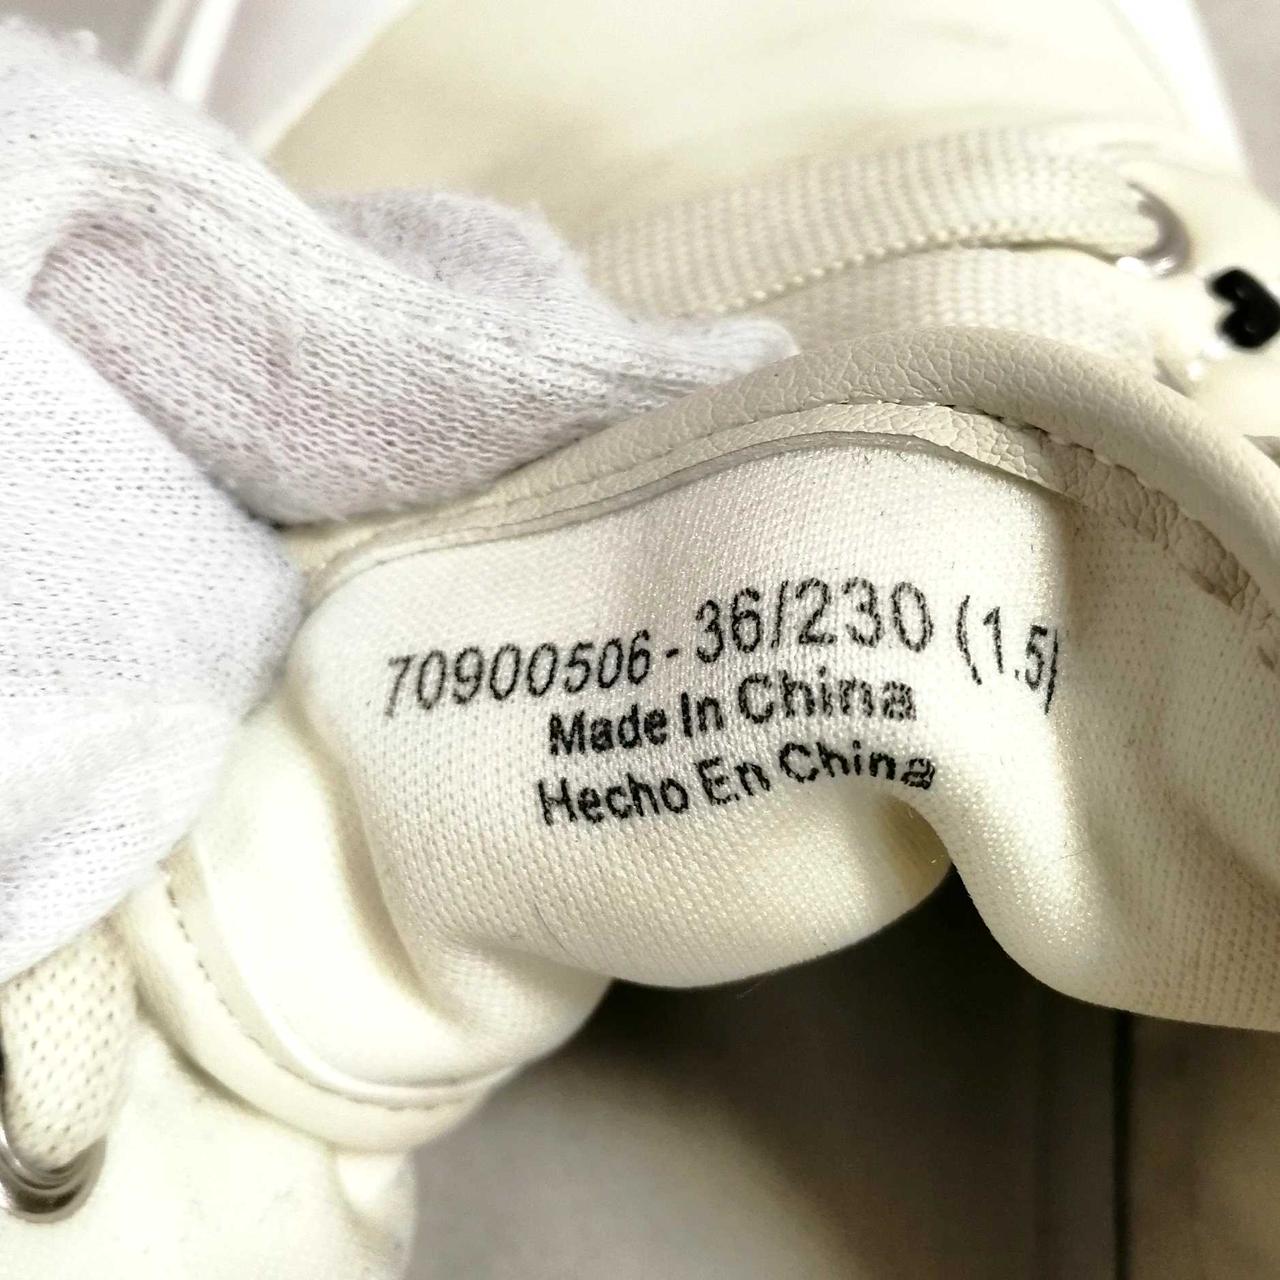 70900506-36/230 (1.5)
Made In China
Hecho En China